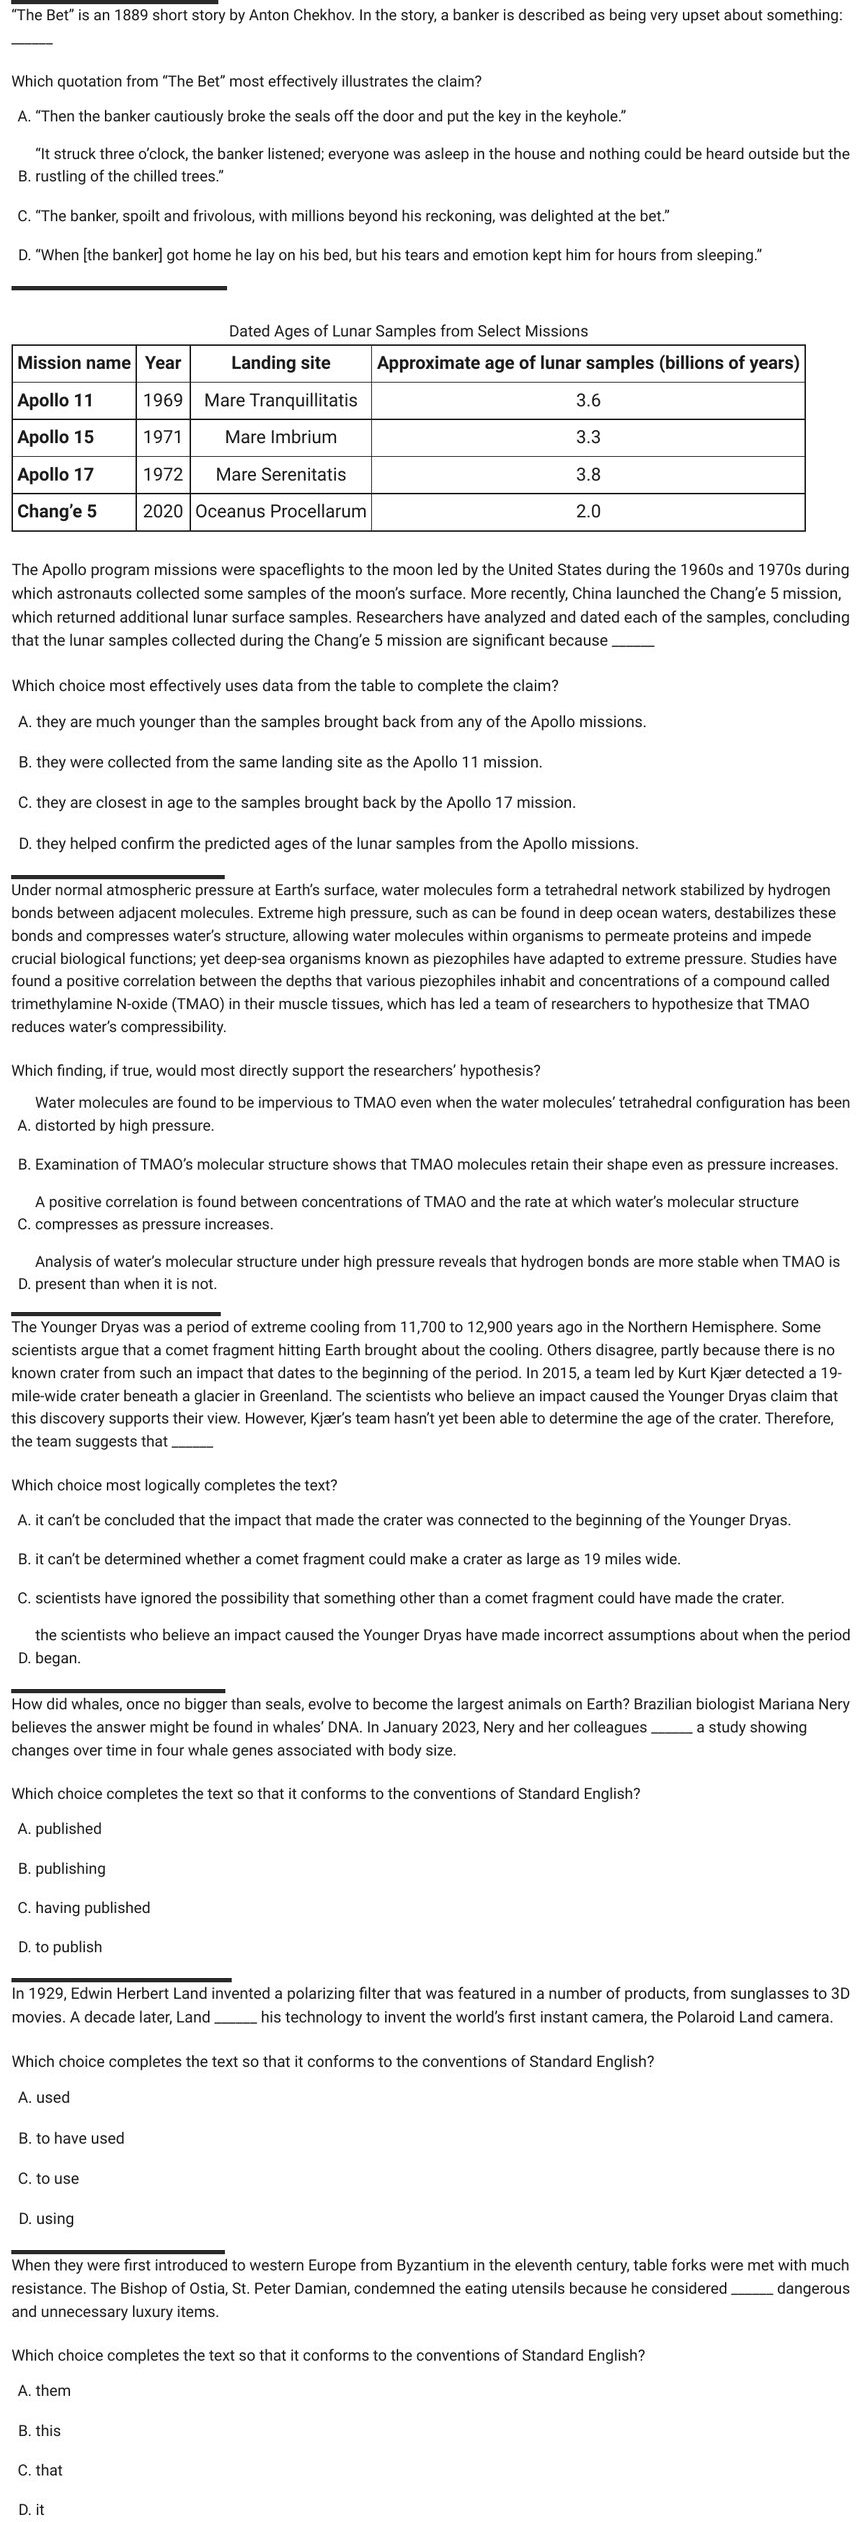 “The Bet” is an 1889 short story by Anton Chekhov. In the story, a banker is described as being very upset about something:
______
Which quotation from “The Bet” most effectively illustrates the claim?
A. “Then the banker cautiously broke the seals off the door and put the key in the keyhole.”
“It struck three o’clock, the banker listened; everyone was asleep in the house and nothing could be heard outside but the
B. rustling of the chilled trees.”
C. “The banker, spoilt and frivolous, with millions beyond his reckoning, was delighted at the bet.”
D. “When [the banker] got home he lay on his bed, but his tears and emotion kept him for hours from sleeping.”
Dated Ages of Lunar Samples from Select Missions
Mission name Year Landing site Approximate age of lunar samples (billions of years)
Apollo 11 1969 Mare Tranquillitatis 3.6
Apollo 15 1971 Mare Imbrium 3.3
Apollo 17 1972 Mare Serenitatis 3.8
Chang’e 5 2020 Oceanus Procellarum 2.0
The Apollo program missions were spaceflights to the moon led by the United States during the 1960s and 1970s during
which astronauts collected some samples of the moon’s surface. More recently, China launched the Chang’e 5 mission,
which returned additional lunar surface samples. Researchers have analyzed and dated each of the samples, concluding
that the lunar samples collected during the Chang’e 5 mission are significant because ______
Which choice most effectively uses data from the table to complete the claim?
A. they are much younger than the samples brought back from any of the Apollo missions.
B. they were collected from the same landing site as the Apollo 11 mission.
C. they are closest in age to the samples brought back by the Apollo 17 mission.
D. they helped confirm the predicted ages of the lunar samples from the Apollo missions.
Under normal atmospheric pressure at Earth’s surface, water molecules form a tetrahedral network stabilized by hydrogen
bonds between adjacent molecules. Extreme high pressure, such as can be found in deep ocean waters, destabilizes these
bonds and compresses water’s structure, allowing water molecules within organisms to permeate proteins and impede
crucial biological functions; yet deep-sea organisms known as piezophiles have adapted to extreme pressure. Studies have
found a positive correlation between the depths that various piezophiles inhabit and concentrations of a compound called
trimethylamine N-oxide (TMAO) in their muscle tissues, which has led a team of researchers to hypothesize that TMAO
reduces water’s compressibility.
Which finding, if true, would most directly support the researchers’ hypothesis?
Water molecules are found to be impervious to TMAO even when the water molecules’ tetrahedral configuration has been
A. distorted by high pressure.
B. Examination of TMAO’s molecular structure shows that TMAO molecules retain their shape even as pressure increases.
A positive correlation is found between concentrations of TMAO and the rate at which water’s molecular structure
C. compresses as pressure increases.
Analysis of water’s molecular structure under high pressure reveals that hydrogen bonds are more stable when TMAO is
D. present than when it is not.
The Younger Dryas was a period of extreme cooling from 11,700 to 12,900 years ago in the Northern Hemisphere. Some
scientists argue that a comet fragment hitting Earth brought about the cooling. Others disagree, partly because there is no
known crater from such an impact that dates to the beginning of the period. In 2015, a team led by Kurt Kjær detected a 19-
mile-wide crater beneath a glacier in Greenland. The scientists who believe an impact caused the Younger Dryas claim that
this discovery supports their view. However, Kjær’s team hasn’t yet been able to determine the age of the crater. Therefore,
the team suggests that ______
Which choice most logically completes the text?
A. it can’t be concluded that the impact that made the crater was connected to the beginning of the Younger Dryas.
B. it can’t be determined whether a comet fragment could make a crater as large as 19 miles wide.
C. scientists have ignored the possibility that something other than a comet fragment could have made the crater.
the scientists who believe an impact caused the Younger Dryas have made incorrect assumptions about when the period
D. began.
How did whales, once no bigger than seals, evolve to become the largest animals on Earth? Brazilian biologist Mariana Nery
believes the answer might be found in whales’ DNA. In January 2023, Nery and her colleagues ______ a study showing
changes over time in four whale genes associated with body size.
Which choice completes the text so that it conforms to the conventions of Standard English?
A. published
B. publishing
C. having published
D. to publish
In 1929, Edwin Herbert Land invented a polarizing filter that was featured in a number of products, from sunglasses to 3D
movies. A decade later, Land ______ his technology to invent the world’s first instant camera, the Polaroid Land camera.
Which choice completes the text so that it conforms to the conventions of Standard English?
A. used
B. to have used
C. to use
D. using
When they were first introduced to western Europe from Byzantium in the eleventh century, table forks were met with much
resistance. The Bishop of Ostia, St. Peter Damian, condemned the eating utensils because he considered ______ dangerous
and unnecessary luxury items.
Which choice completes the text so that it conforms to the conventions of Standard English?
A. them
B. this
C. that
D. it